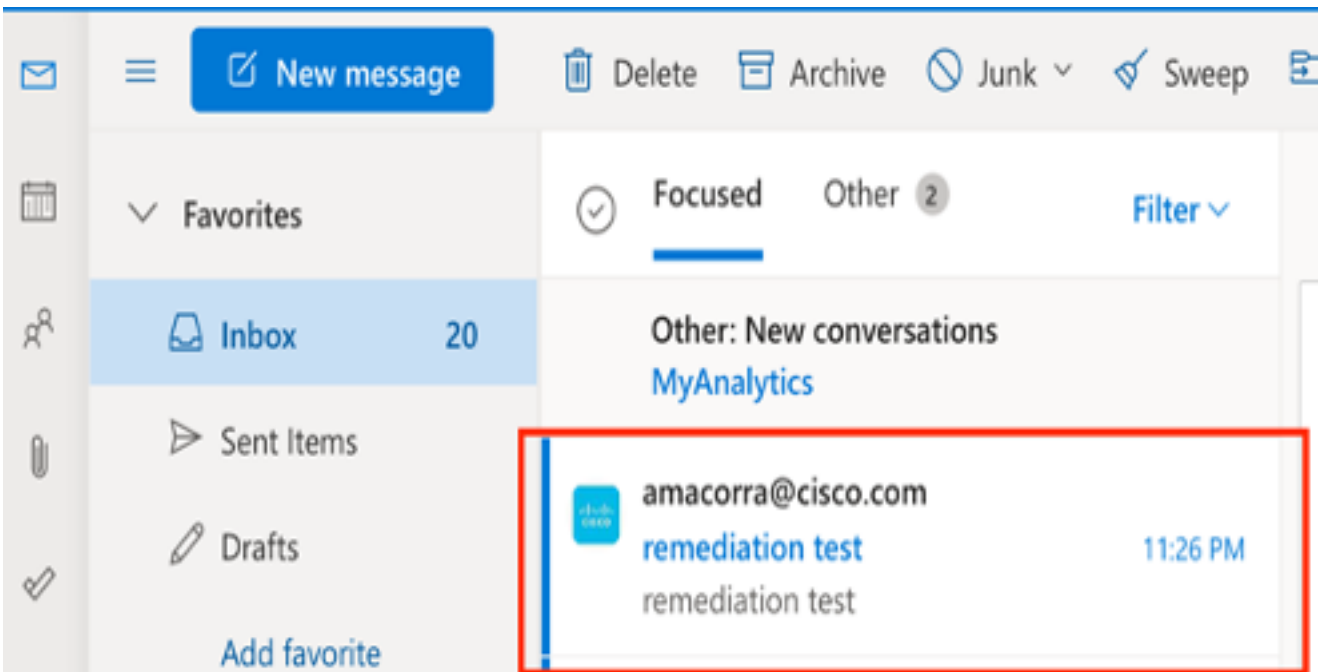 New message
Delete
Archive
Junk
Sweep
Favorites
Focused
Other 2
Filter
Inbox 20
Other: New conversations
MyAnalytics
Sent Items
amacorra@cisco.com
remediation test 11:26 PM
remediation test
Drafts
Add favorite